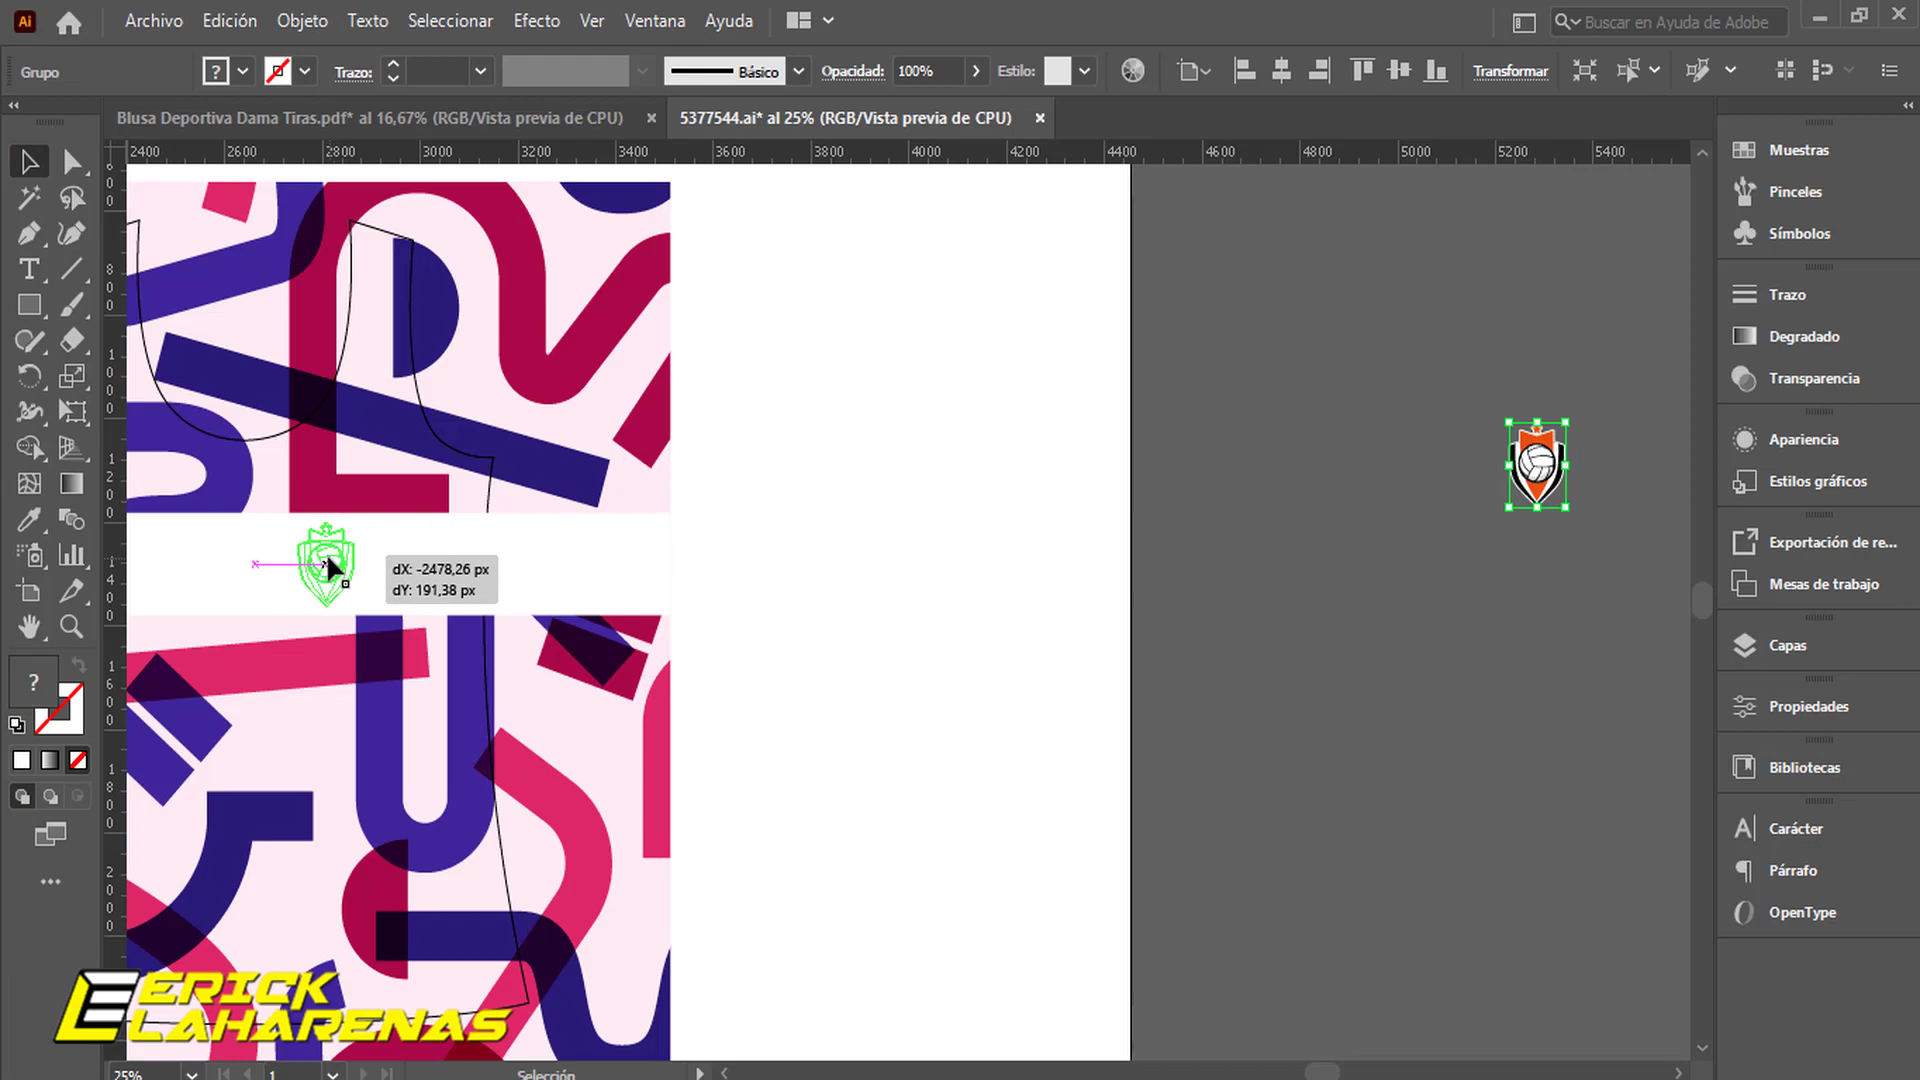 Ai
Archivo Edición Objeto Texto Seleccionar Efecto Ver Ventana Ayuda
Buscar en Ayuda de Adobe
Grupo
?
Trazo:
Básico
Opacidad: 100%
Estilo:
Transformar
Blusa Deportiva Dama Tiras.pdf* al 16,67% (RGB/Vista previa de CPU)
5377544.ai* al 25% (RGB/Vista previa de CPU)
2400 2600 2800 3000 3200 3400 3600 3800 4000 4200 4400 4600 4800 5000 5200 5400
dX: -2478,26 px
dY: 191,38 px
?
Muestras
Pinceles
Símbolos
Trazo
Degradado
Transparencia
Apariencia
Estilos gráficos
Exportación de re...
Mesas de trabajo
Capas
Propiedades
Bibliotecas
Carácter
Párrafo
OpenType
ERICK
LAHARENAS
25%
1
Selección